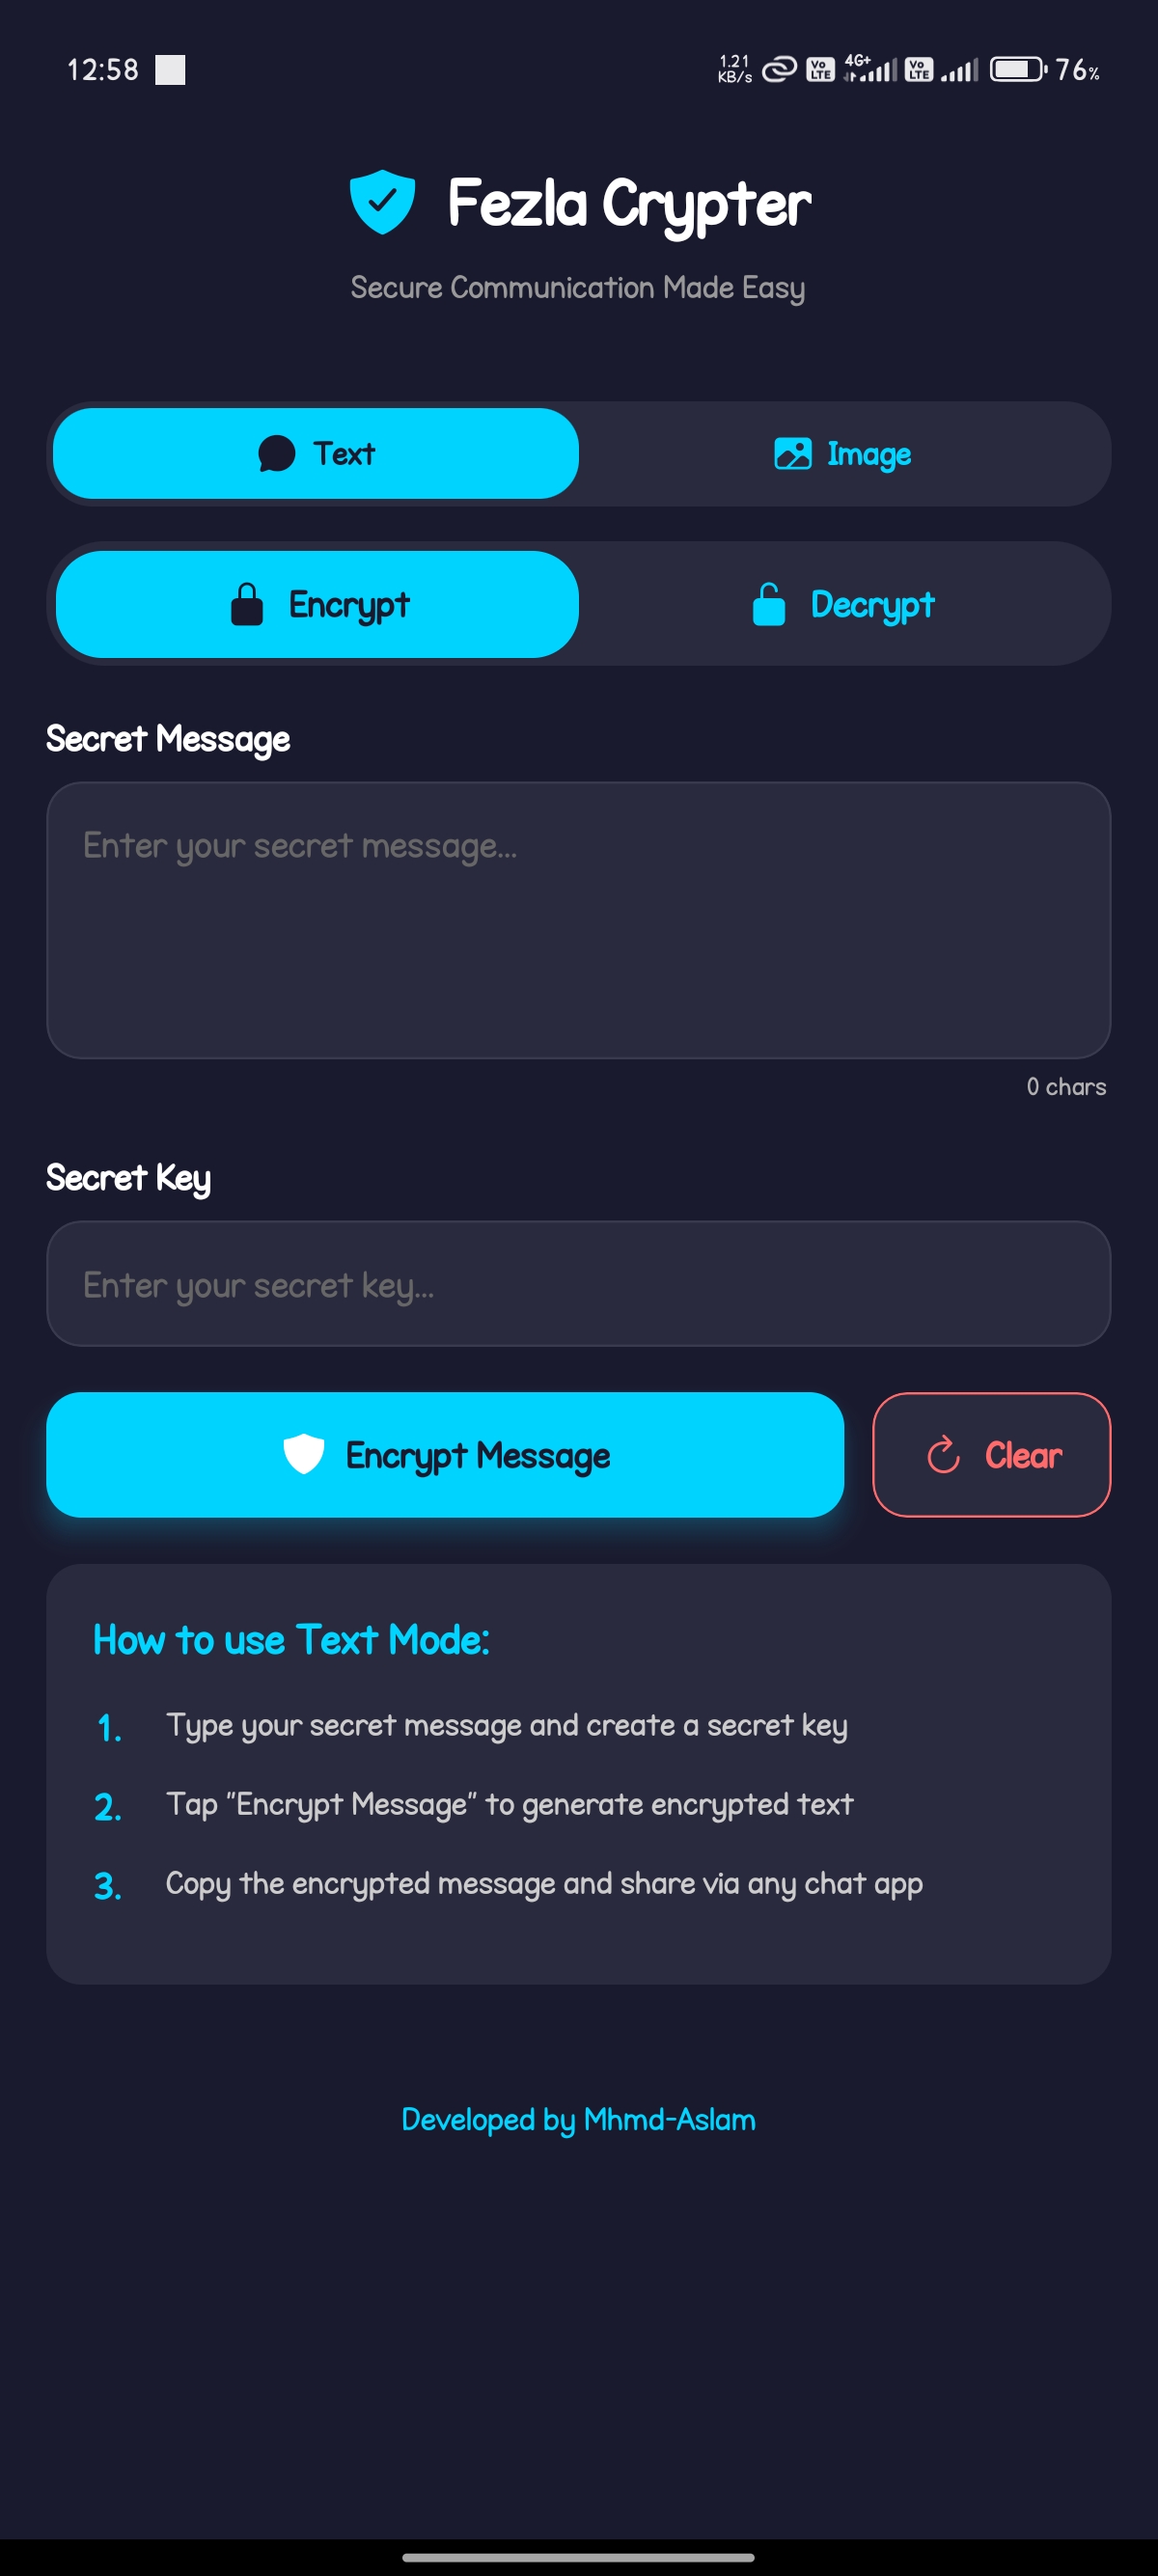 12:58
1.21 KB/s Vo LTE 4G+ Vo LTE 76%
Fezla Crypter
Secure Communication Made Easy
Text
Image
Encrypt
Decrypt
Secret Message
Enter your secret message...
0 chars
Secret Key
Enter your secret key...
Encrypt Message
Clear
How to use Text Mode:
1. Type your secret message and create a secret key
2. Tap "Encrypt Message" to generate encrypted text
3. Copy the encrypted message and share via any chat app
Developed by Mhmd-Aslam